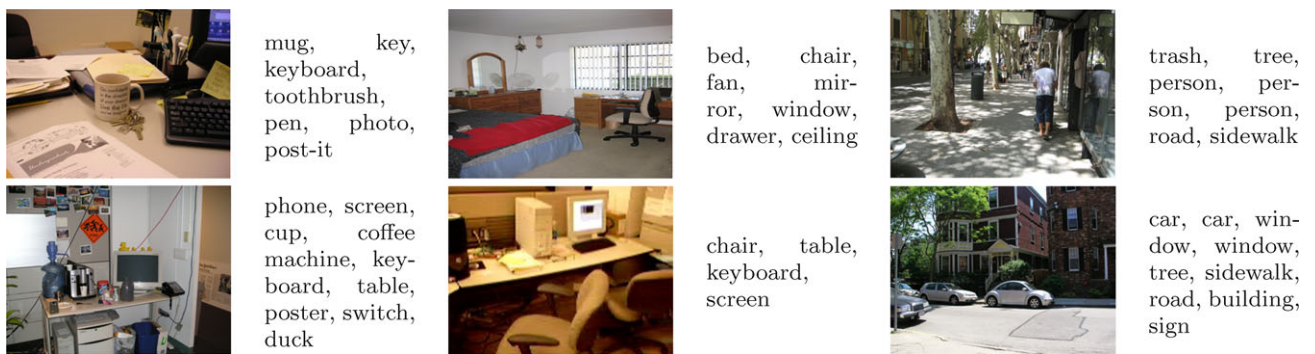 mug, key,
keyboard,
toothbrush,
pen, photo,
post-it
bed, chair,
fan, mir-
ror, window,
drawer, ceiling
trash, tree,
person, per-
son, person,
road, sidewalk
phone, screen,
cup, coffee
machine, key-
board, table,
poster, switch,
duck
chair, table,
keyboard,
screen
car, car, win-
dow, window,
tree, sidewalk,
road, building,
sign